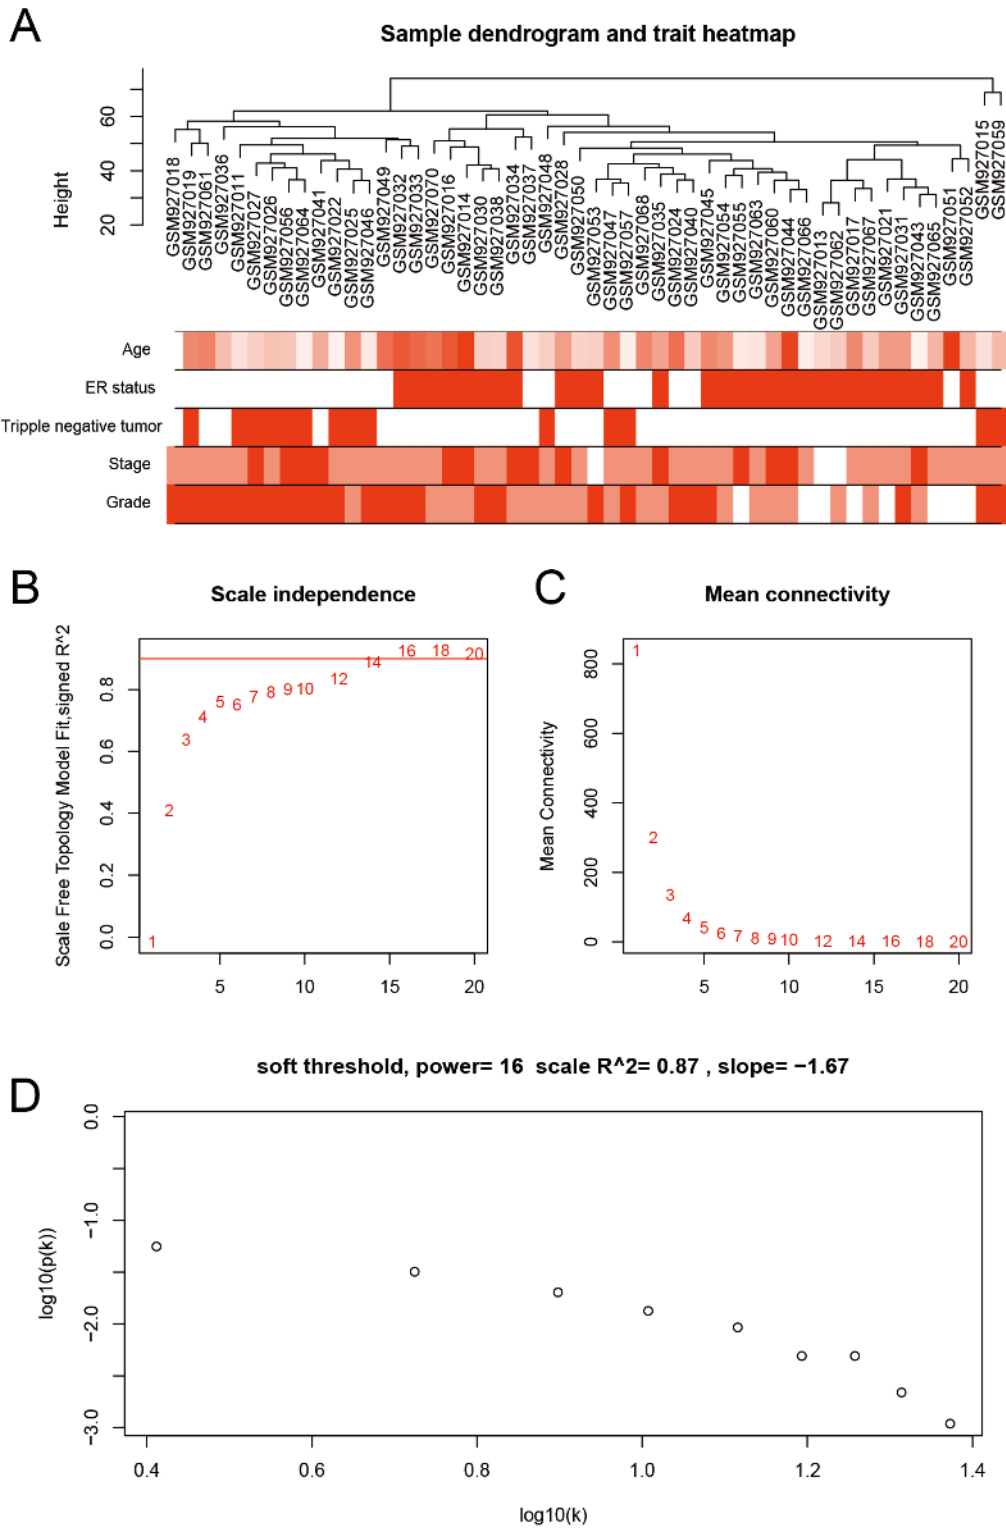 A
Sample dendrogram and trait heatmap
Height
60
40
20
GSM927018
GSM927019
GSM927061
GSM927036
GSM927011
GSM927027
GSM927026
GSM927056
GSM927064
GSM927041
GSM927022
GSM927025
GSM927046
GSM927049
GSM927032
GSM927033
GSM927070
GSM927016
GSM927014
GSM927030
GSM927038
GSM927034
GSM927037
GSM927048
GSM927028
GSM927050
GSM927053
GSM927047
GSM927057
GSM927068
GSM927035
GSM927024
GSM927040
GSM927045
GSM927054
GSM927055
GSM927063
GSM927060
GSM927044
GSM927066
GSM927013
GSM927062
GSM927017
GSM927067
GSM927021
GSM927031
GSM927043
GSM927065
GSM927051
GSM927052
GSM927015
GSM927059
Age
ER status
Tripple negative tumor
Stage
Grade
B
Scale independence
Scale Free Topology Model Fit,signed R^2
0.8
0.6
0.4
0.2
0.0
1
2
3
4
5
6
7
8
9
10
12
14
16
18
20
5
10
15
20
C
Mean connectivity
Mean Connectivity
800
600
400
200
0
1
2
3
4
5
6
7
8
9
10
12
14
16
18
20
5
10
15
20
D
soft threshold, power= 16 scale R^2= 0.87 , slope= −1.67
log10(p(k))
0.0
−1.0
−2.0
−3.0
0.4
0.6
0.8
1.0
1.2
1.4
log10(k)